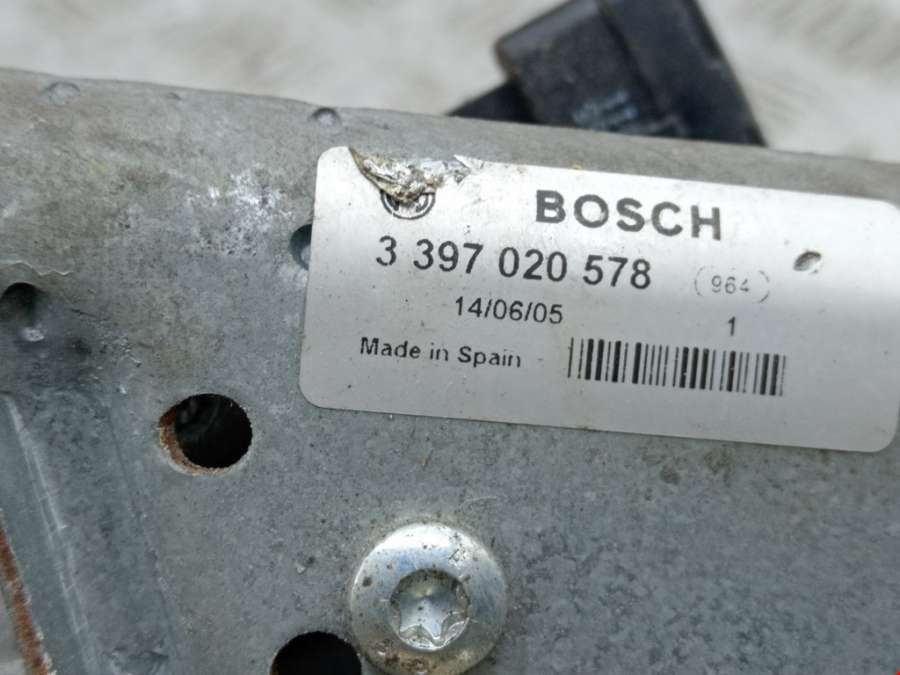 BOSCH
3 397 020 578 (964)
14/06/05 1
Made in Spain